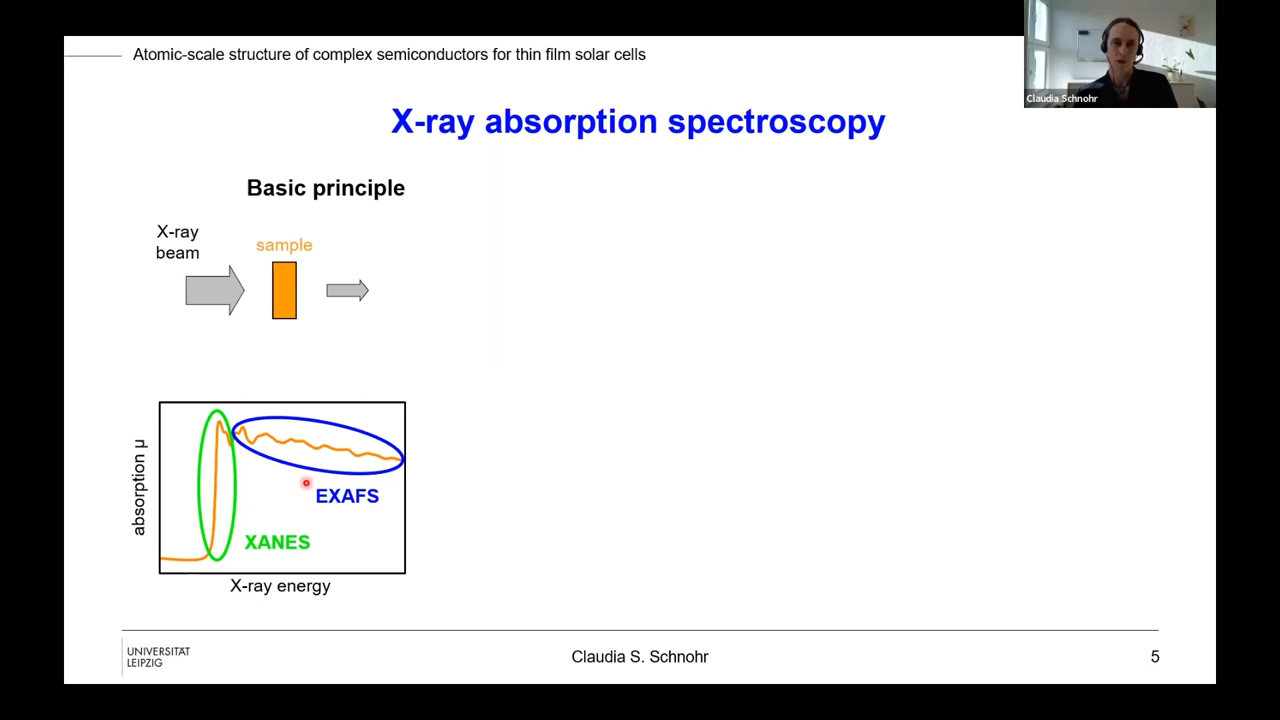 Atomic-scale structure of complex semiconductors for thin film solar cells
Claudia Schnohr
X-ray absorption spectroscopy
Basic principle
X-ray
beam
sample
absorption μ
EXAFS
XANES
X-ray energy
UNIVERSITÄT
LEIPZIG
Claudia S. Schnohr
5